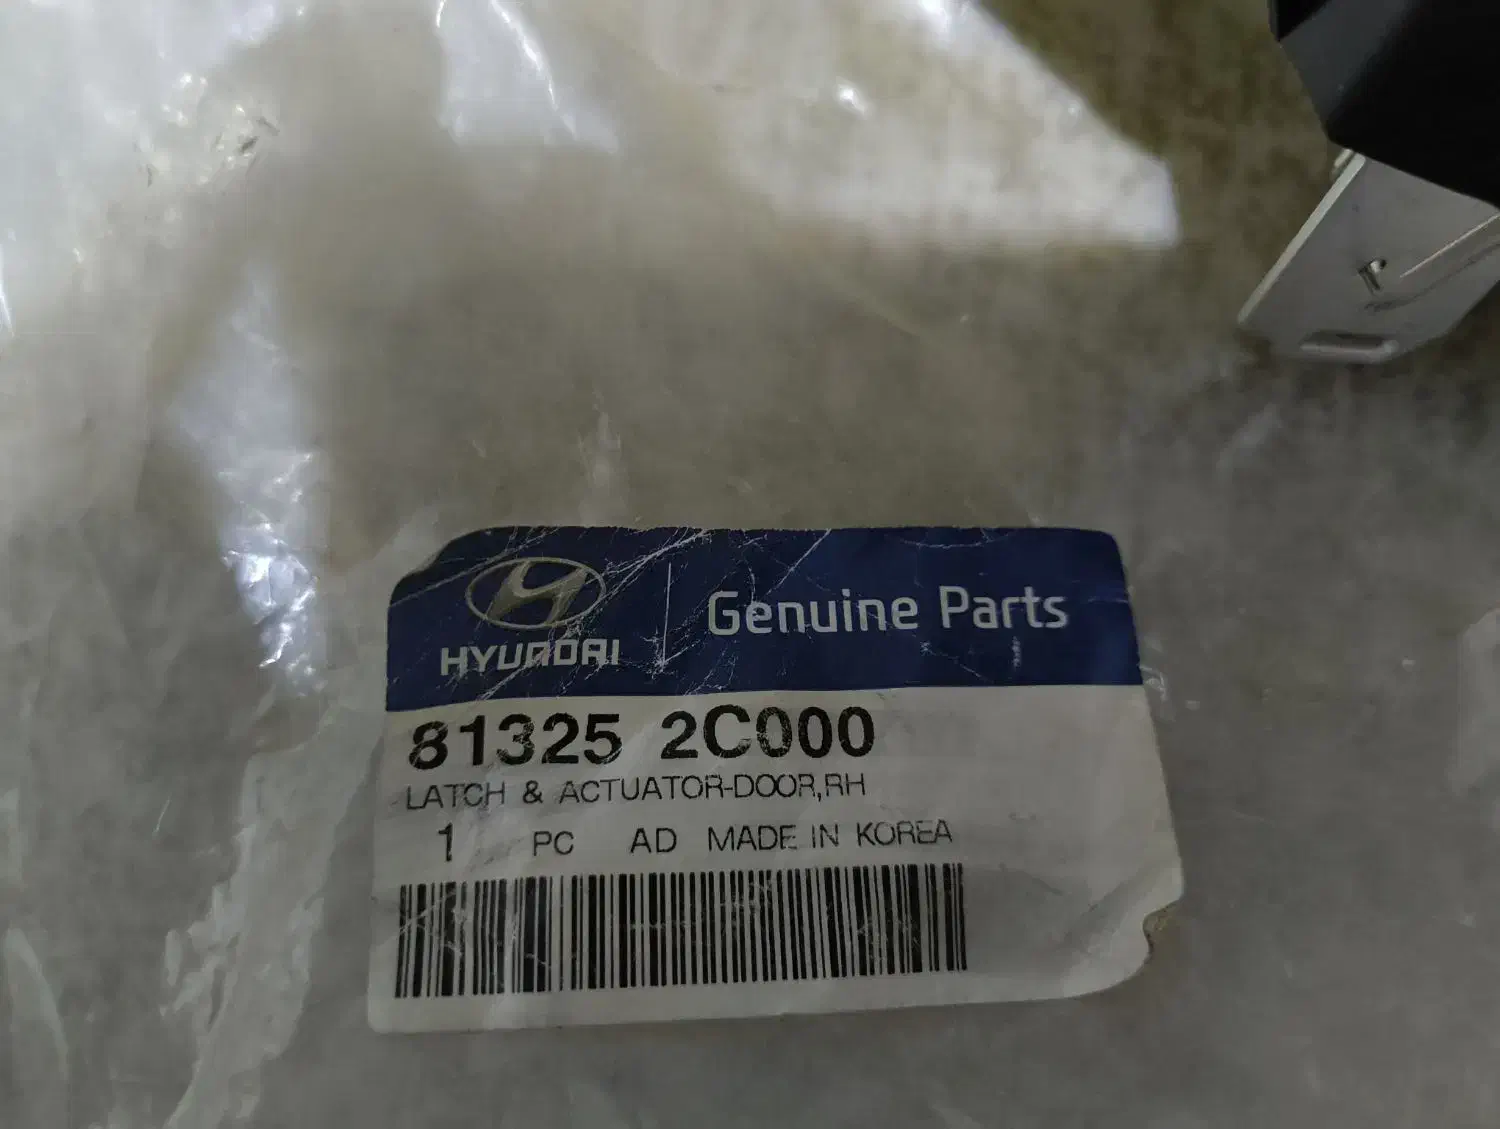 HYUNDAI
Genuine Parts
81325 2C000
LATCH & ACTUATOR-DOOR,RH
1 PC AD MADE IN KOREA